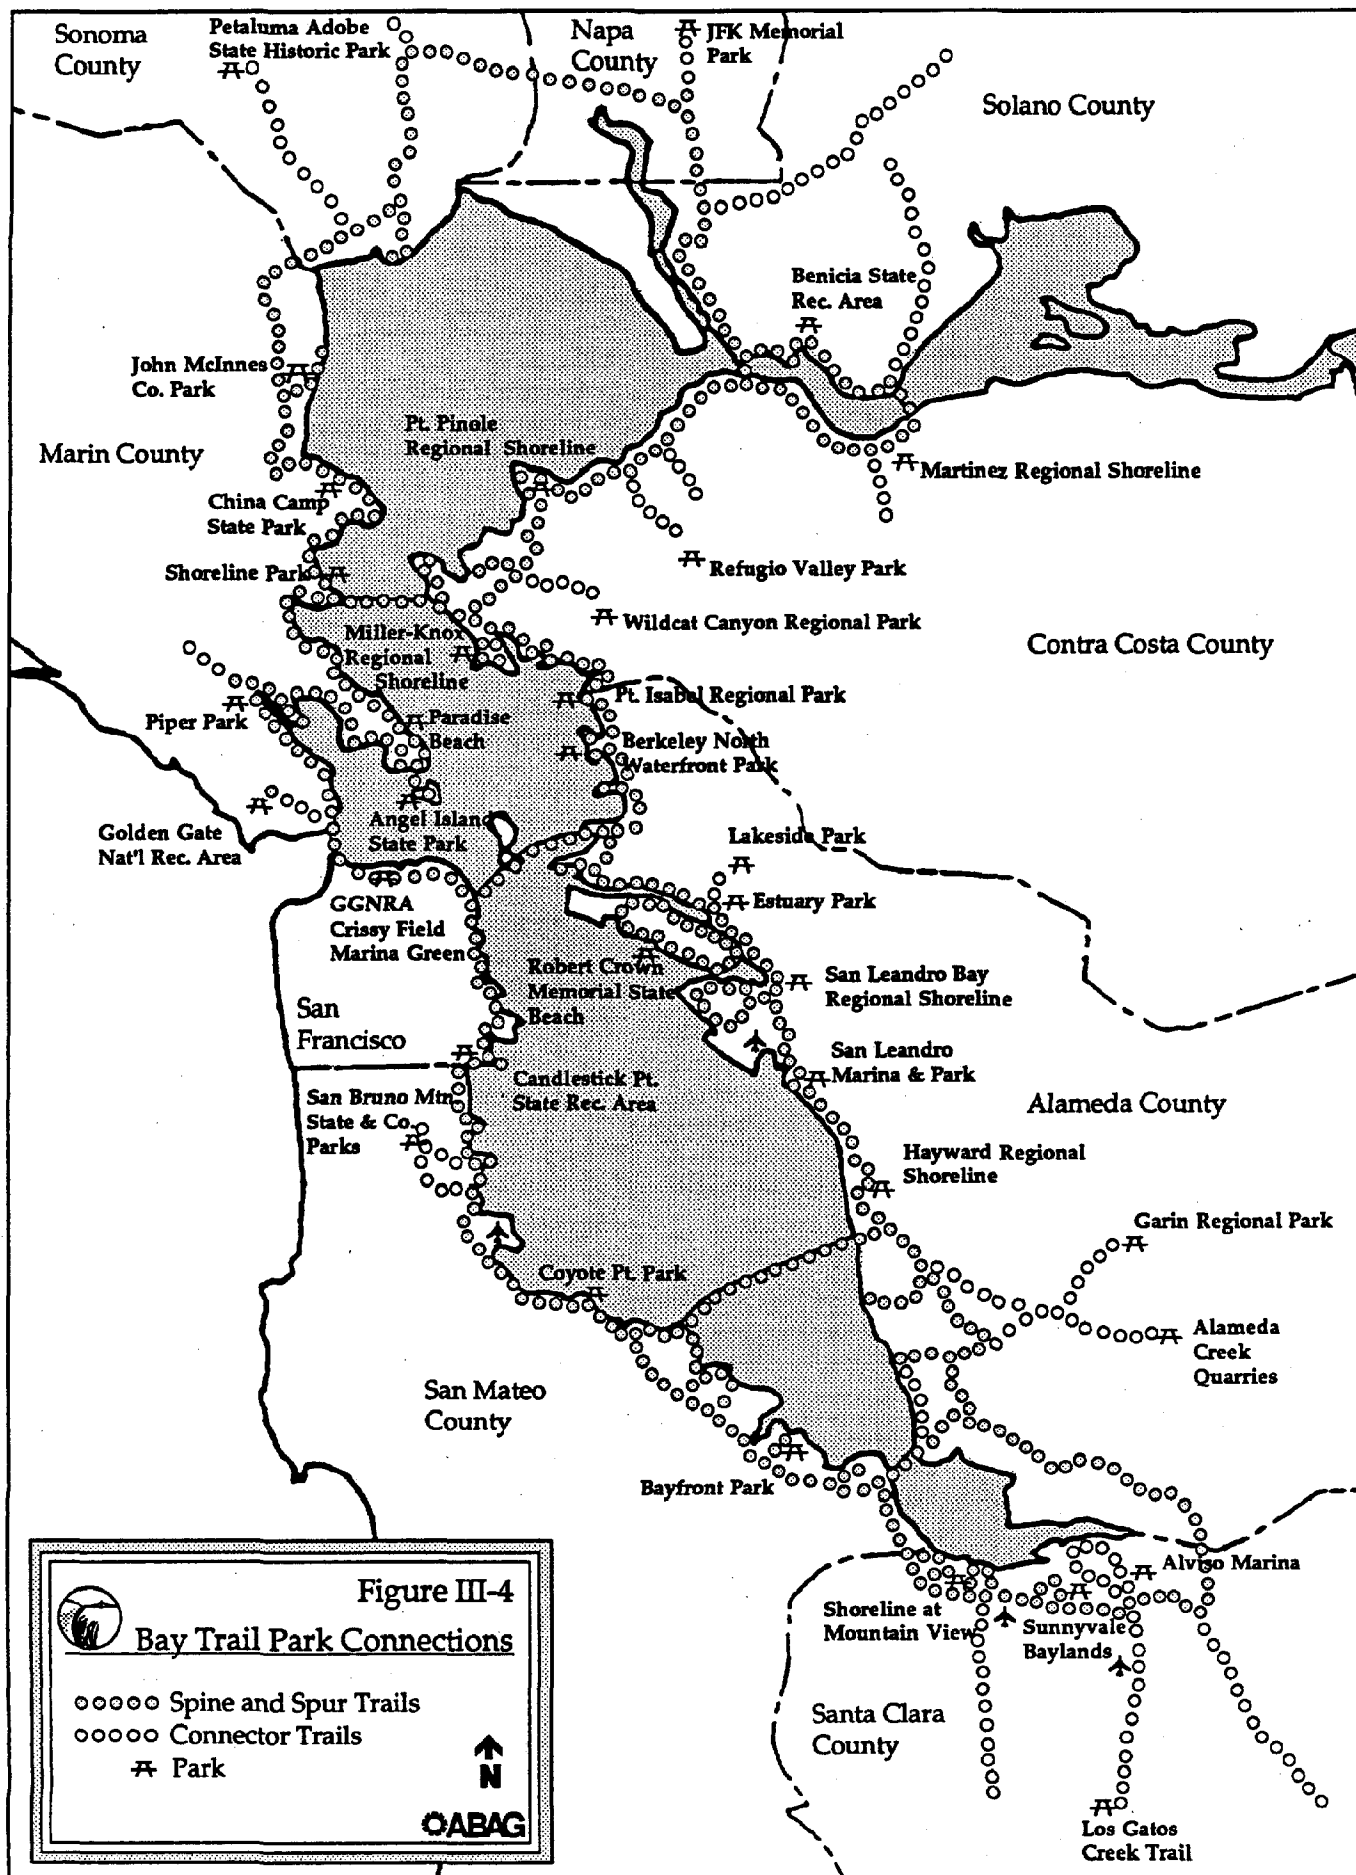 Sonoma
County
Petaluma Adobe
State Historic Park
Napa
County
JFK Memorial
Park
Solano County
Benicia State
Rec. Area
John McInnes
Co. Park
Marin County
Pt. Pinole
Regional Shoreline
Martinez Regional Shoreline
China Camp
State Park
Shoreline Park
Refugio Valley Park
Wildcat Canyon Regional Park
Miller-Knox
Regional
Shoreline
Contra Costa County
Pt. Isabel Regional Park
Piper Park
Paradise
Beach
Berkeley North
Waterfront Park
Golden Gate
Nat'l Rec. Area
Angel Island
State Park
Lakeside Park
Estuary Park
GGNRA
Crissy Field
Marina Green
Robert Crown
Memorial State
Beach
San Leandro Bay
Regional Shoreline
San
Francisco
San Leandro
Marina & Park
Candlestick Pt.
State Rec. Area
San Bruno Mtn
State & Co.
Parks
Alameda County
Hayward Regional
Shoreline
Garin Regional Park
Coyote Pt. Park
Alameda
Creek
Quarries
San Mateo
County
Bayfront Park
Alviso Marina
Shoreline at
Mountain View
Sunnyvale
Baylands
Santa Clara
County
Los Gatos
Creek Trail
Figure III-4
Bay Trail Park Connections
Spine and Spur Trails
Connector Trails
Park
N
ABAG